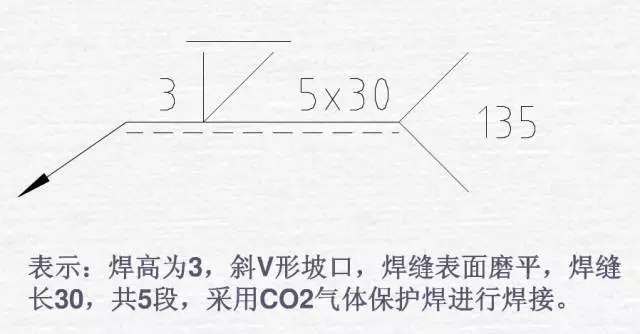 3 5x30
135
表示：焊高为3，斜V形坡口，焊缝表面磨平，焊缝
长30，共5段，采用CO2气体保护焊进行焊接。